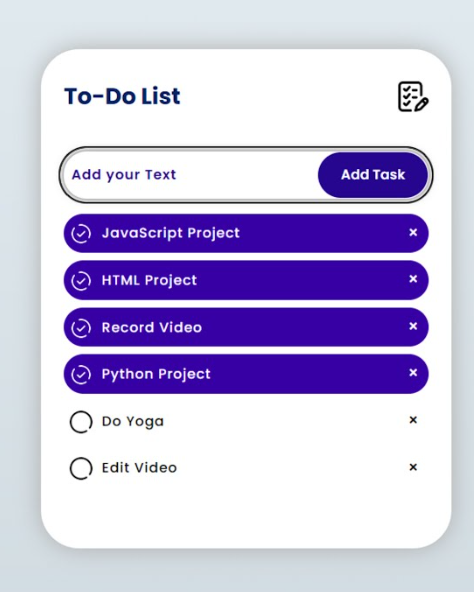 To-Do List
Add your Text
Add Task
JavaScript Project
×
HTML Project
×
Record Video
×
Python Project
×
Do Yoga
×
Edit Video
×